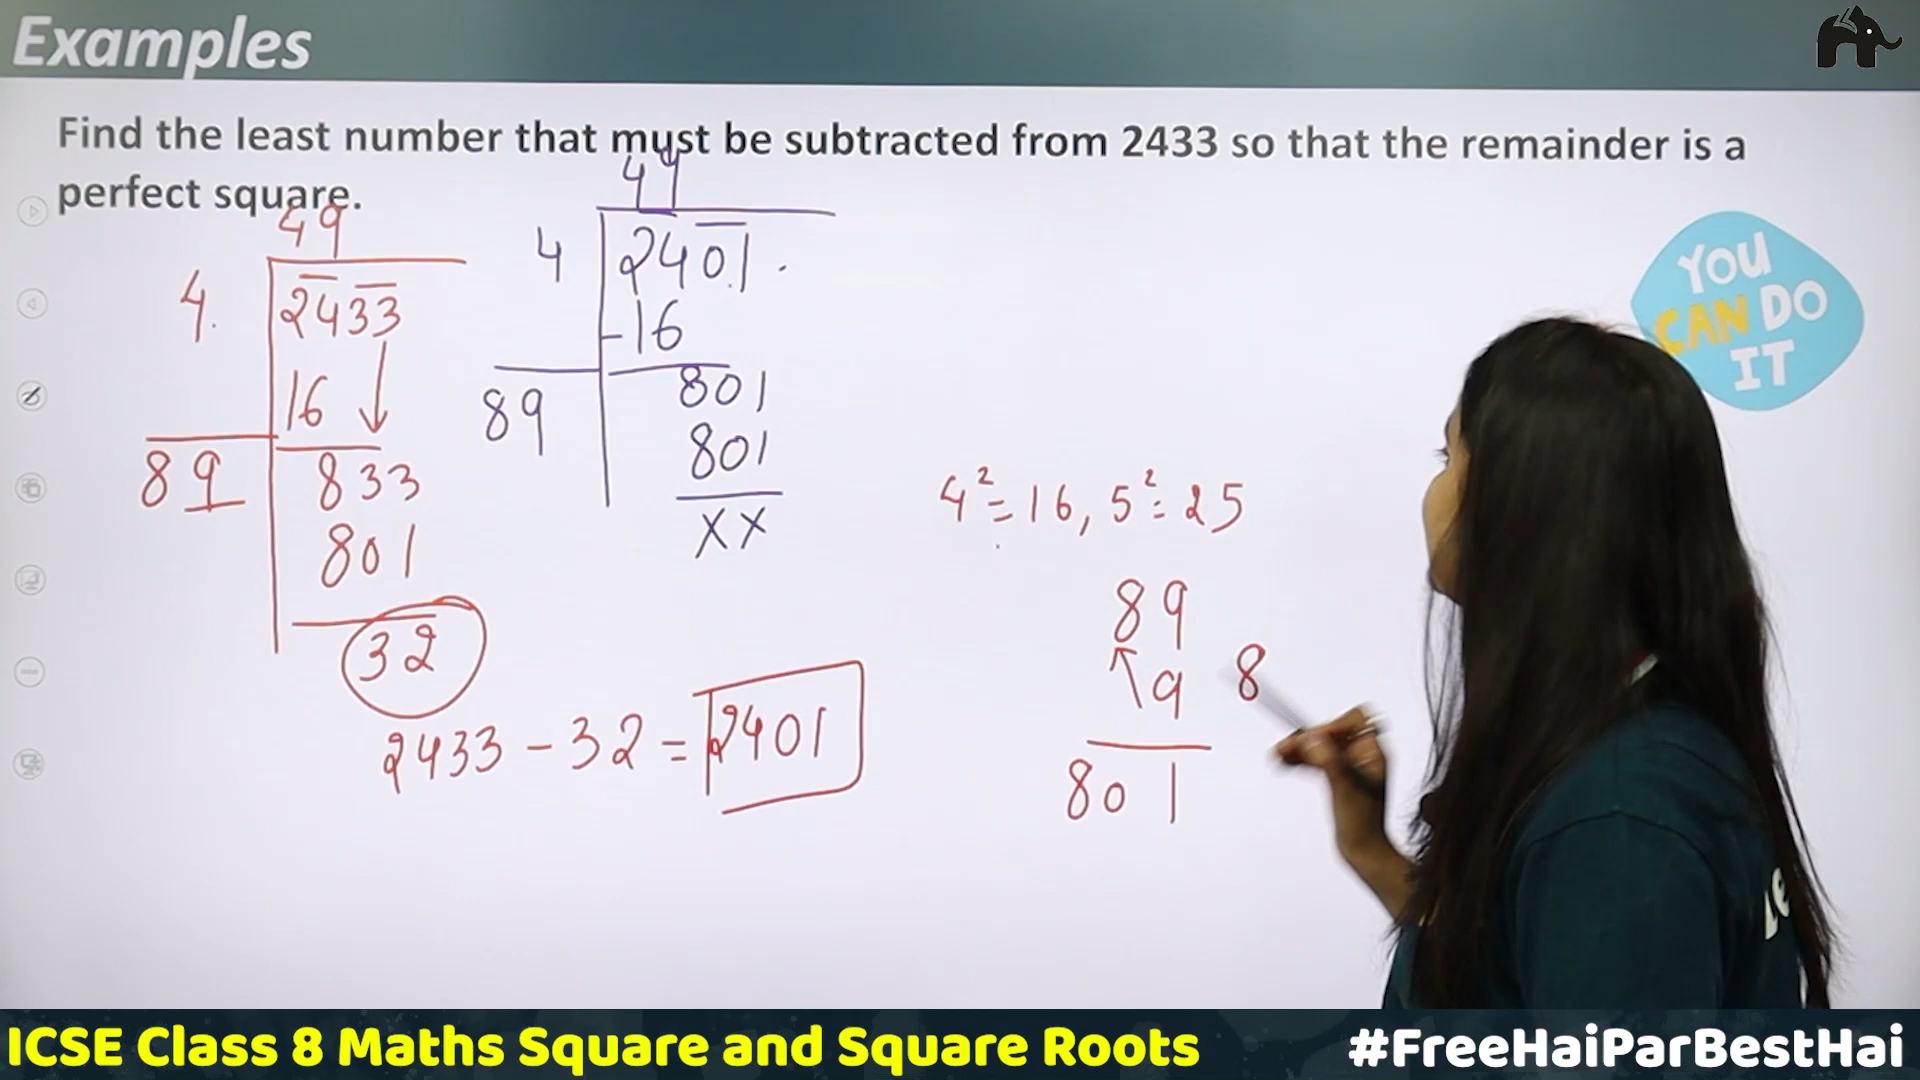 Examples
Find the least number that must be subtracted from 2433 so that the remainder is a
perfect square.
49
4 2433
16
89 833
801
32
49
4 2401
-16
89 801
801
XX
2433 - 32 = 2401
4² = 16, 5² = 25
89
9 8
801
YOU
CAN DO
IT
ICSE Class 8 Maths Square and Square Roots
#FreeHaiParBestHai